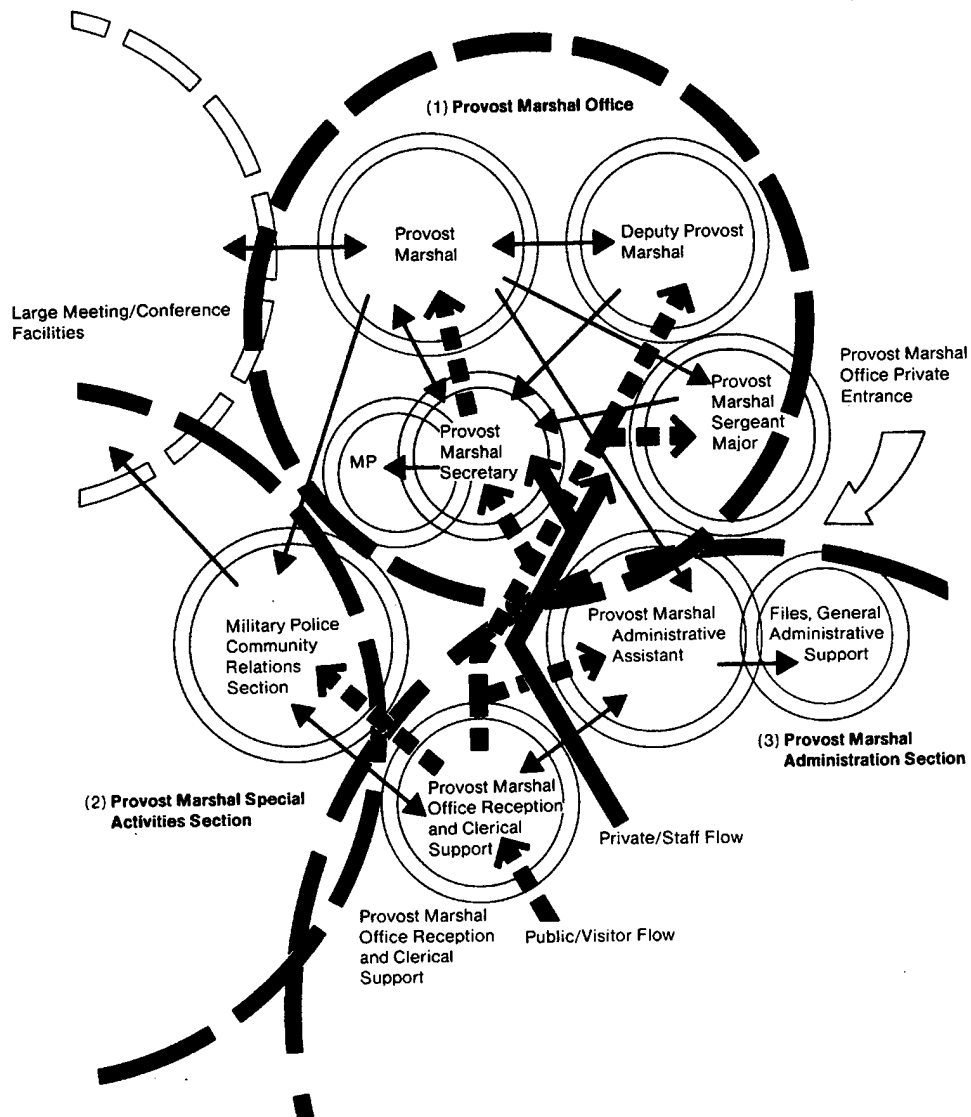 (1) Provost Marshal Office
Provost
Marshal
Deputy Provost
Marshal
Large Meeting/Conference
Facilities
Provost Marshal
Office Private
Entrance
Provost
Marshal
Sergeant
Major
MP
Provost
Marshal
Secretary
Military Police
Community
Relations
Section
Provost Marshal
Administrative
Assistant
Files, General
Administrative
Support
(3) Provost Marshal
Administration Section
(2) Provost Marshal Special
Activities Section
Provost Marshal
Office Reception
and Clerical
Support
Private/Staff Flow
Provost Marshal
Office Reception
and Clerical
Support
Public/Visitor Flow